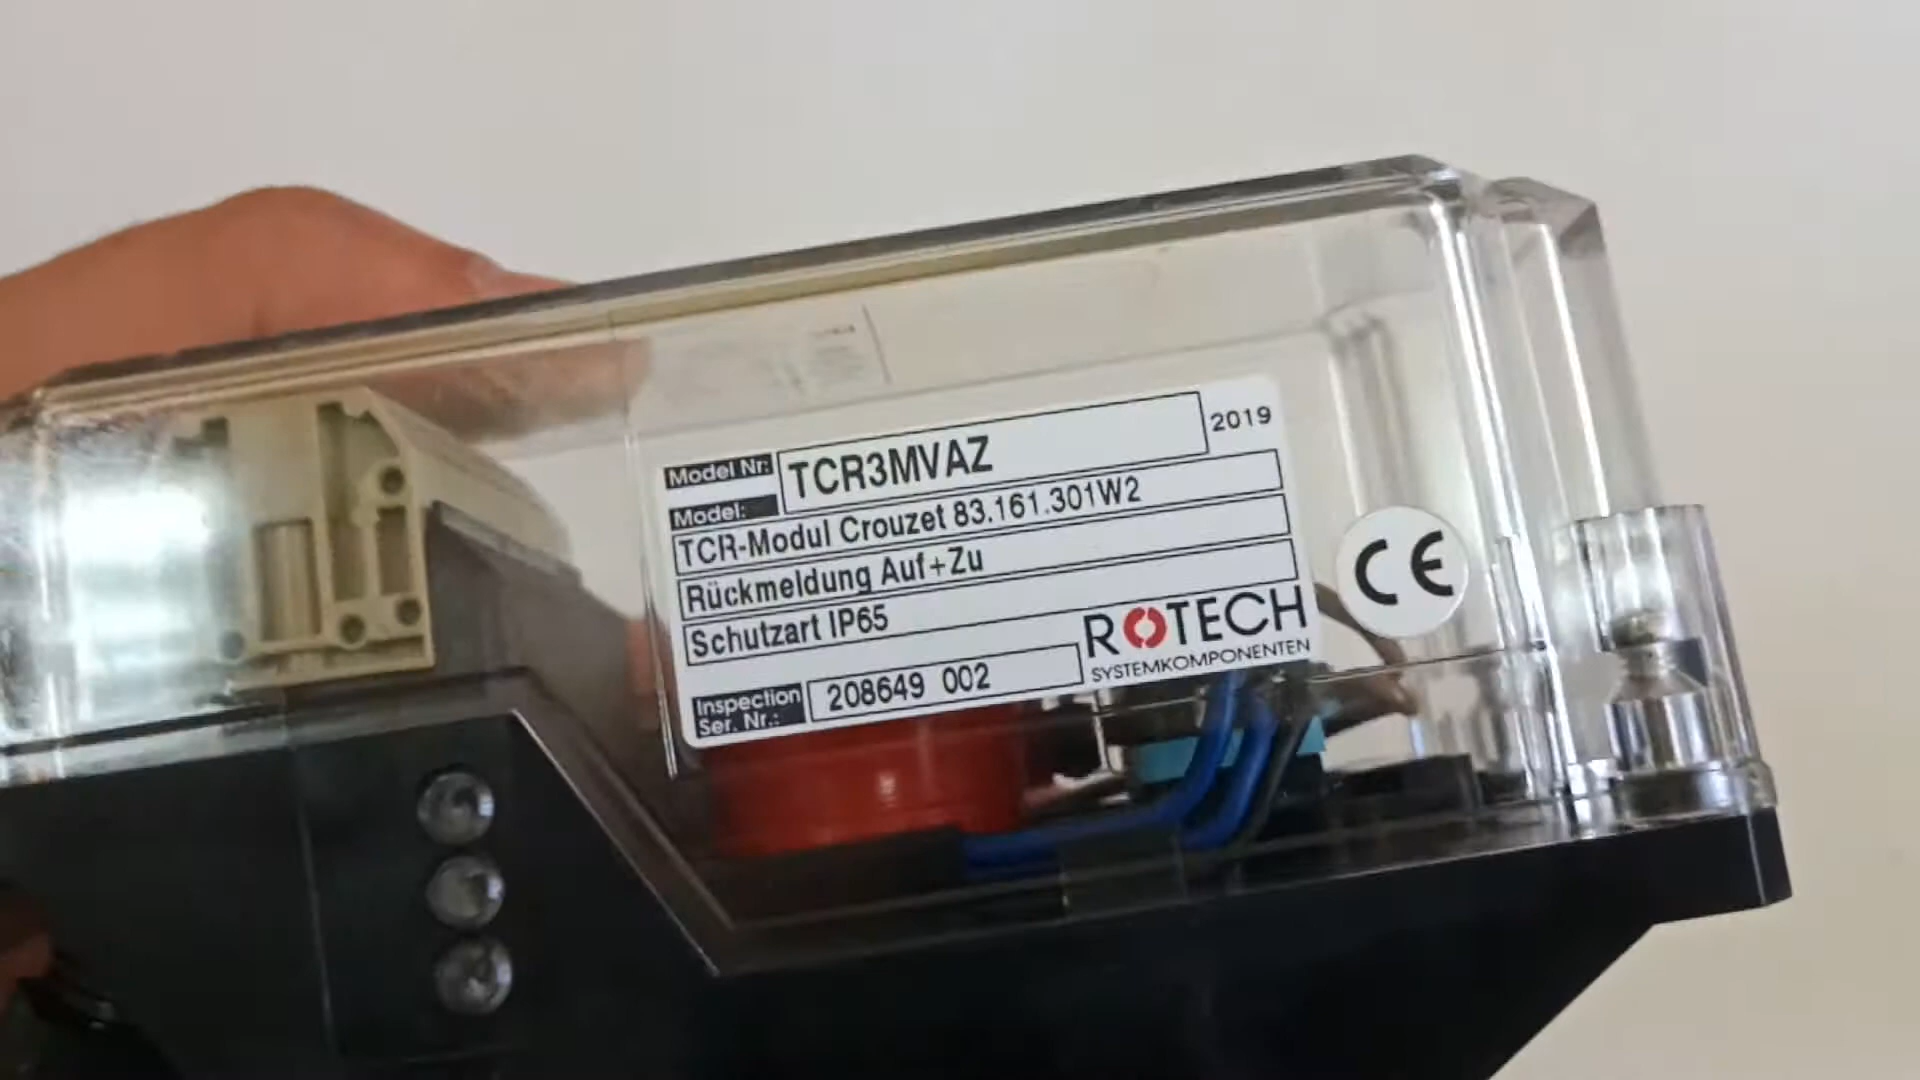 Model Nr:
TCR3MVAZ
2019
Model:
TCR-Modul Crouzet 83.161.301W2
Rückmeldung Auf+Zu
Schutzart IP65
ROTECH
SYSTEMKOMPONENTEN
Inspection
Ser. Nr.:
208649 002
CE